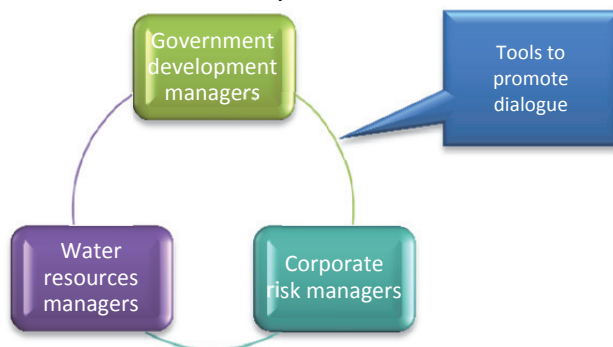 Government
development
managers
Tools to
promote
dialogue
Water
resources
managers
Corporate
risk managers